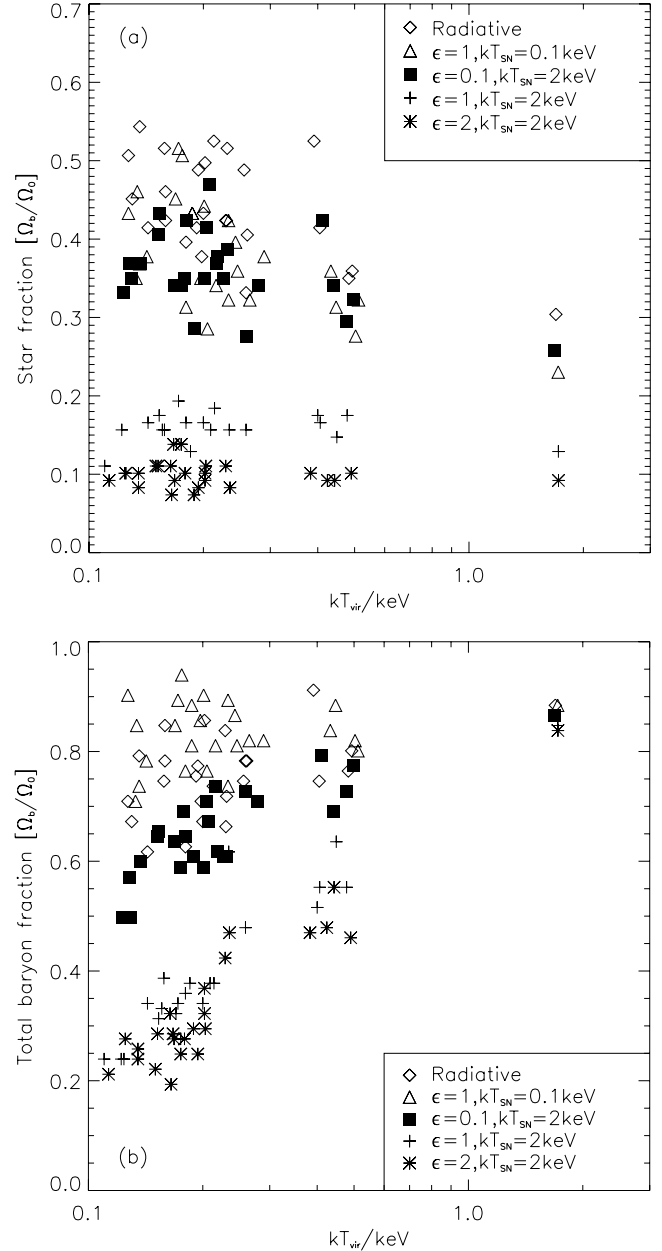 0.7
0.6
0.5
0.4
0.3
0.2
0.1
0.0
Star fraction [Ω_b/Ω_0]
(a)
Radiative
ϵ=1,kT_SN=0.1keV
ϵ=0.1,kT_SN=2keV
ϵ=1,kT_SN=2keV
ϵ=2,kT_SN=2keV
0.1
1.0
kT_vir/keV
1.0
0.8
0.6
0.4
0.2
0.0
Total baryon fraction [Ω_b/Ω_0]
(b)
Radiative
ϵ=1,kT_SN=0.1keV
ϵ=0.1,kT_SN=2keV
ϵ=1,kT_SN=2keV
ϵ=2,kT_SN=2keV
0.1
1.0
kT_vir/keV